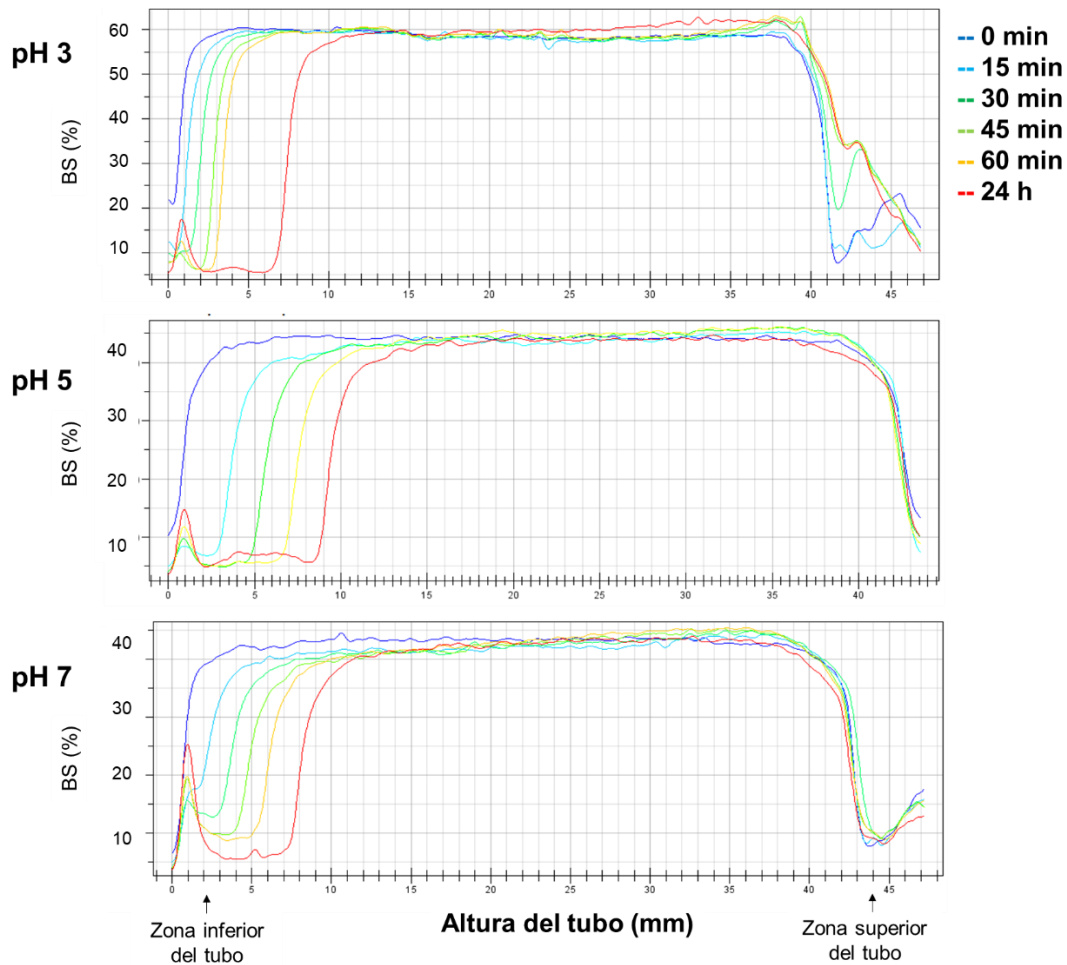 pH 3
BS (%)
60
50
40
30
20
10
0
5
10
15
20
25
30
35
40
45
-- 0 min
-- 15 min
-- 30 min
-- 45 min
-- 60 min
-- 24 h
pH 5
BS (%)
40
30
20
10
0
5
10
15
20
25
30
35
40
pH 7
BS (%)
40
30
20
10
0
5
10
15
20
25
30
35
40
45
Zona inferior
del tubo
Altura del tubo (mm)
Zona superior
del tubo